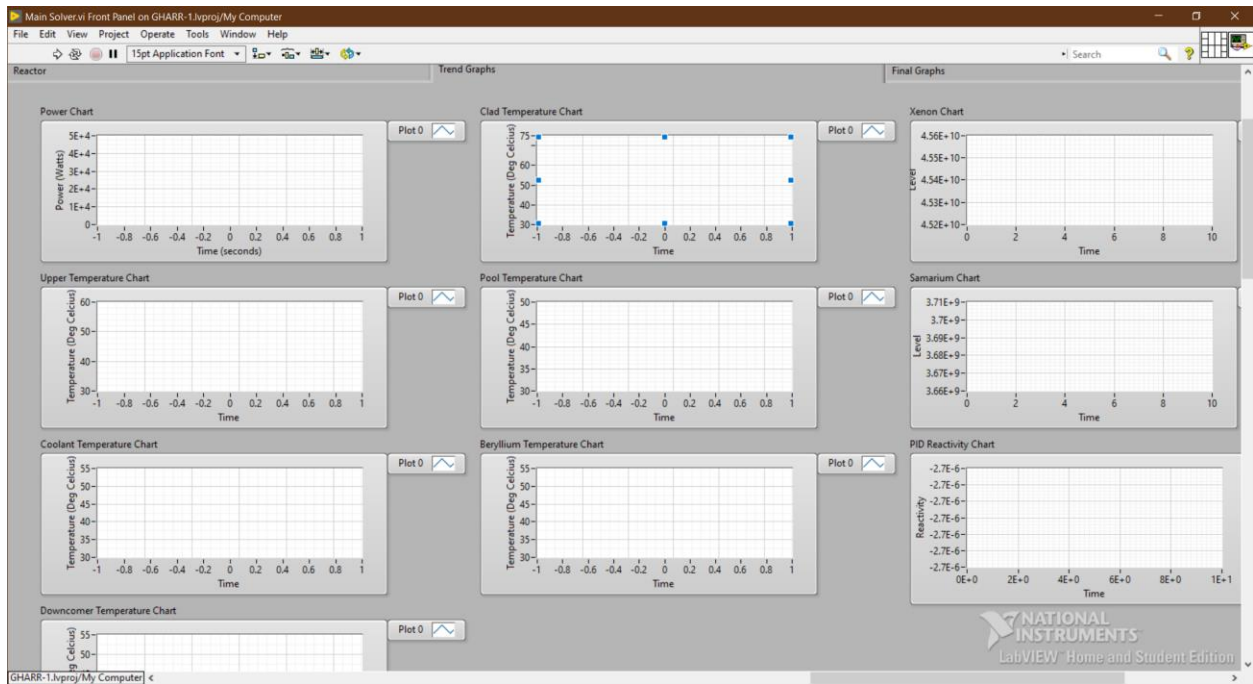 Main Solver.vi Front Panel on GHARR-1.lvproj/My Computer
File Edit View Project Operate Tools Window Help
15pt Application Font
Search
Reactor
Trend Graphs
Final Graphs
Power Chart
Plot 0
Power (Watts)
5E+4
4E+4
3E+4
2E+4
1E+4
0
-1 -0.8 -0.6 -0.4 -0.2 0 0.2 0.4 0.6 0.8 1
Time (seconds)
Clad Temperature Chart
Plot 0
Temperature (Deg Celcius)
75
60
50
40
30
-1 -0.8 -0.6 -0.4 -0.2 0 0.2 0.4 0.6 0.8 1
Time
Xenon Chart
Level
4.56E+10
4.55E+10
4.54E+10
4.53E+10
4.52E+10
0 2 4 6 8 10
Time
Upper Temperature Chart
Plot 0
Temperature (Deg Celcius)
60
50
40
30
-1 -0.8 -0.6 -0.4 -0.2 0 0.2 0.4 0.6 0.8 1
Time
Pool Temperature Chart
Plot 0
Temperature (Deg Celcius)
50
45
40
35
30
-1 -0.8 -0.6 -0.4 -0.2 0 0.2 0.4 0.6 0.8 1
Time
Samarium Chart
Level
3.71E+9
3.7E+9
3.69E+9
3.68E+9
3.67E+9
3.66E+9
0 2 4 6 8 10
Time
Coolant Temperature Chart
Plot 0
Temperature (Deg Celcius)
55
50
45
40
35
30
-1 -0.8 -0.6 -0.4 -0.2 0 0.2 0.4 0.6 0.8 1
Time
Beryllium Temperature Chart
Plot 0
Temperature (Deg Celcius)
55
50
45
40
35
30
-1 -0.8 -0.6 -0.4 -0.2 0 0.2 0.4 0.6 0.8 1
Time
PID Reactivity Chart
Reactivity
-2.7E-6
-2.7E-6
-2.7E-6
-2.7E-6
-2.7E-6
-2.7E-6
-2.7E-6
0E+0 2E+0 4E+0 6E+0 8E+0 1E+1
Time
Downcomer Temperature Chart
Plot 0
55
50
NATIONAL
INSTRUMENTS
LabVIEW Home and Student Edition
GHARR-1.lvproj/My Computer